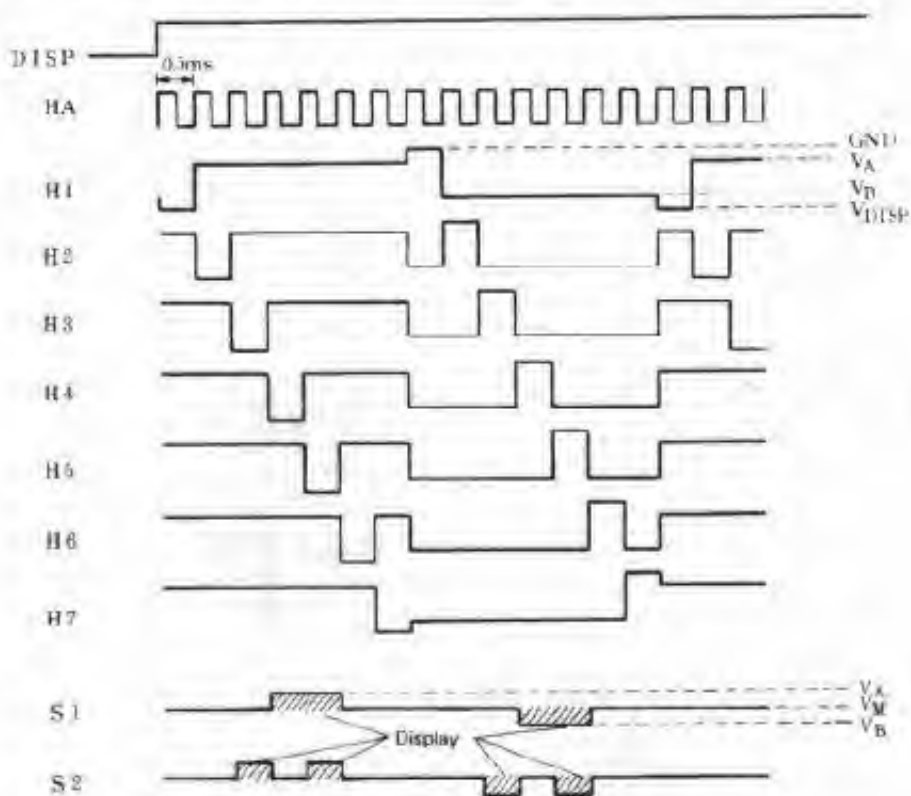 DISP
0.5ms
HA
GND
VA
H1
VB
VDISP
H2
H3
H4
H5
H6
H7
VA
S1
VM
VB
Display
S2